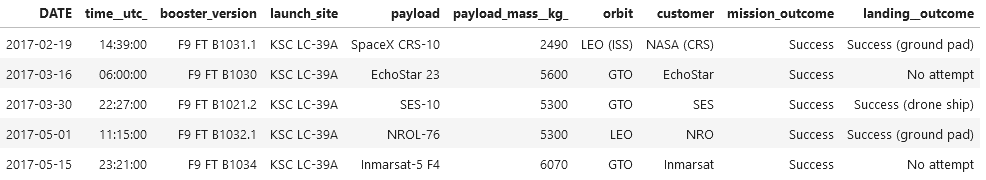 DATE time__utc_ booster_version launch_site payload payload_mass__kg_ orbit customer mission_outcome landing__outcome
2017-02-19 14:39:00 F9 FT B1031.1 KSC LC-39A SpaceX CRS-10 2490 LEO (ISS) NASA (CRS) Success Success (ground pad)
2017-03-16 06:00:00 F9 FT B1030 KSC LC-39A EchoStar 23 5600 GTO EchoStar Success No attempt
2017-03-30 22:27:00 F9 FT B1021.2 KSC LC-39A SES-10 5300 GTO SES Success Success (drone ship)
2017-05-01 11:15:00 F9 FT B1032.1 KSC LC-39A NROL-76 5300 LEO NRO Success Success (ground pad)
2017-05-15 23:21:00 F9 FT B1034 KSC LC-39A Inmarsat-5 F4 6070 GTO Inmarsat Success No attempt